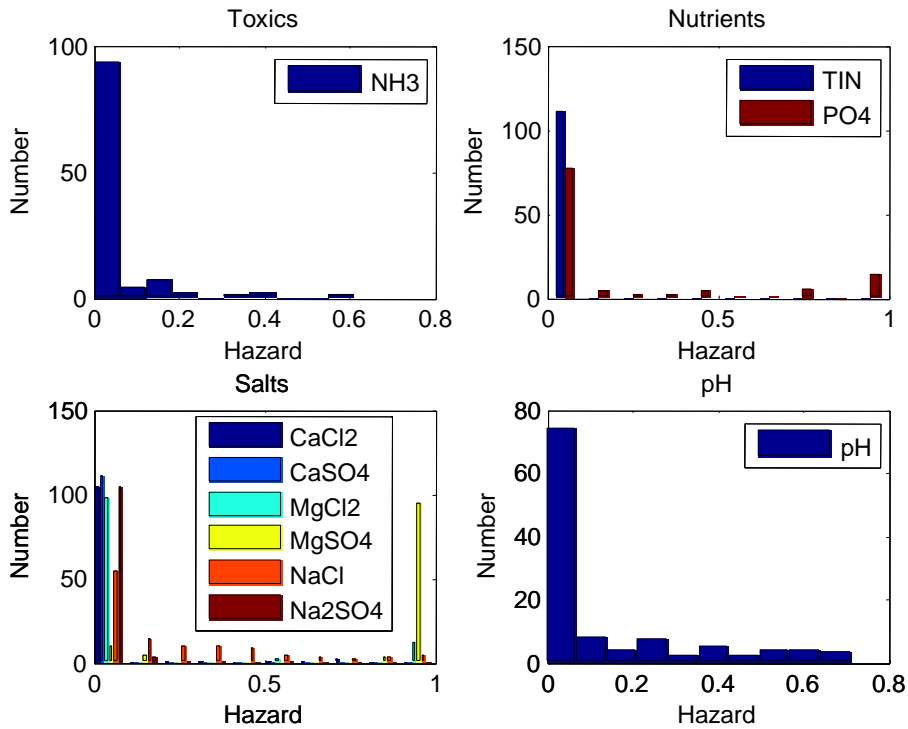 Toxics
100
50
0
Number
NH3
0 0.2 0.4 0.6 0.8
Hazard
Nutrients
150
100
50
0
Number
TIN
PO4
0 0.5 1
Hazard
Salts
150
100
50
0
Number
CaCl2
CaSO4
MgCl2
MgSO4
NaCl
Na2SO4
0 0.5 1
Hazard
pH
80
60
40
20
0
Number
pH
0 0.2 0.4 0.6 0.8
Hazard